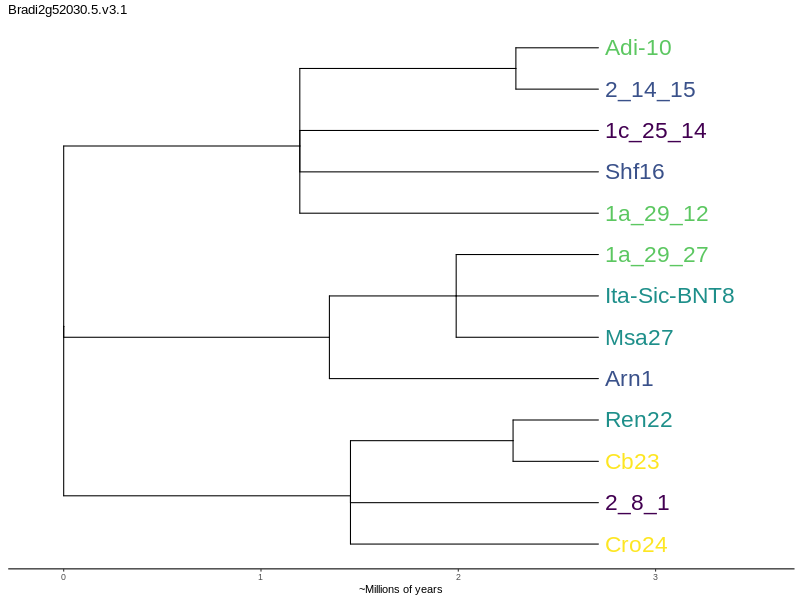 Bradi2g52030.5.v3.1
Adi-10
2_14_15
1c_25_14
Shf16
1a_29_12
1a_29_27
Ita-Sic-BNT8
Msa27
Arn1
Ren22
Cb23
2_8_1
Cro24
0 1 2 3
~Millions of years